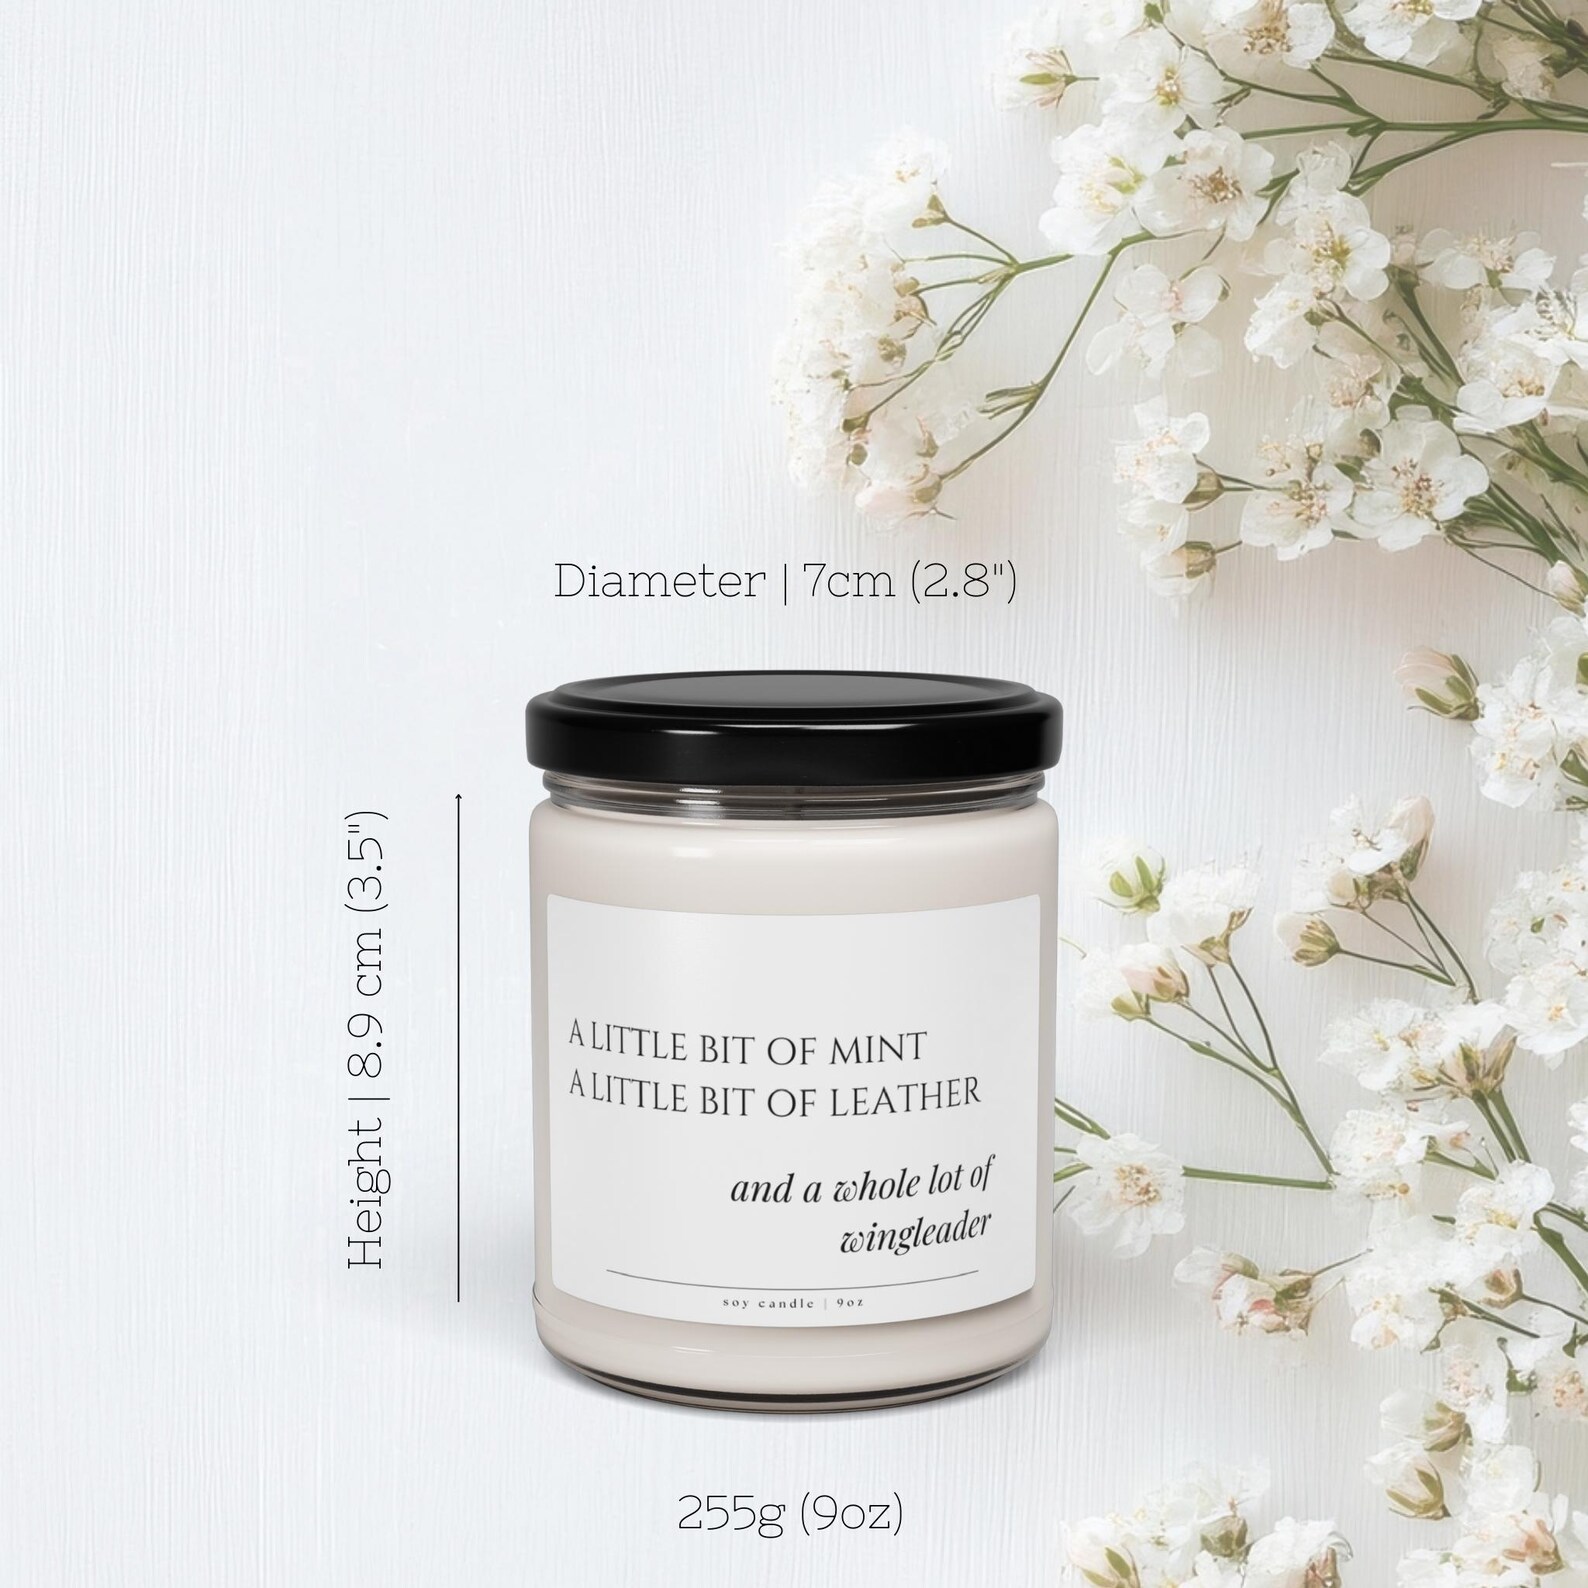 Diameter | 7cm (2.8")
Height | 8.9 cm (3.5")
A LITTLE BIT OF MINT
A LITTLE BIT OF LEATHER
and a whole lot of
wingleader
soy candle | 9oz
255g (9oz)